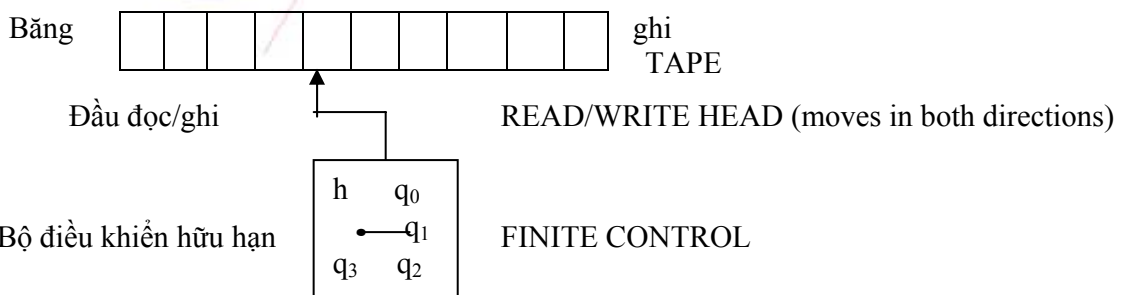 Băng ghi
TAPE
Đầu đọc/ghi READ/WRITE HEAD (moves in both directions)
h q₀
Bộ điều khiển hữu hạn q₁ FINITE CONTROL
q₃ q₂